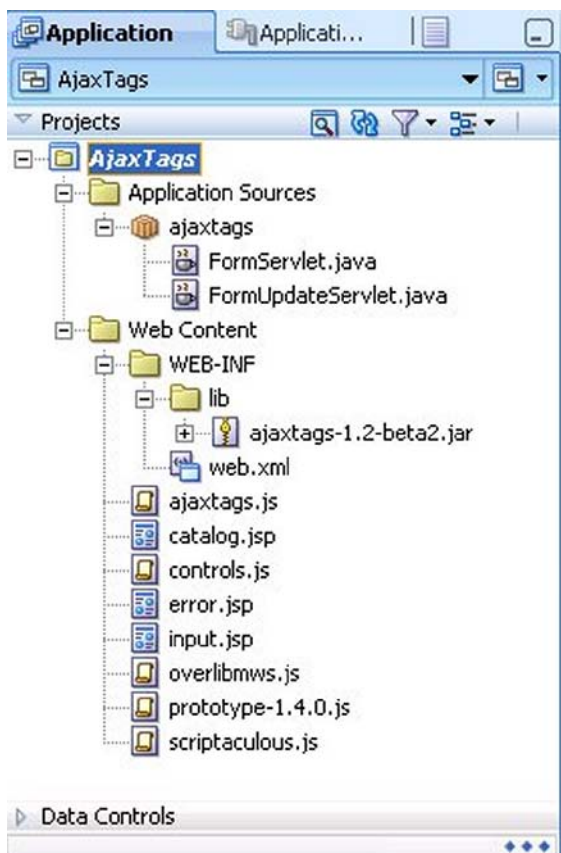 Application Applicati...
AjaxTags
Projects
AjaxTags
Application Sources
ajaxtags
FormServlet.java
FormUpdateServlet.java
Web Content
WEB-INF
lib
ajaxtags-1.2-beta2.jar
web.xml
ajaxtags.js
catalog.jsp
controls.js
error.jsp
input.jsp
overlibmws.js
prototype-1.4.0.js
scriptaculous.js
Data Controls